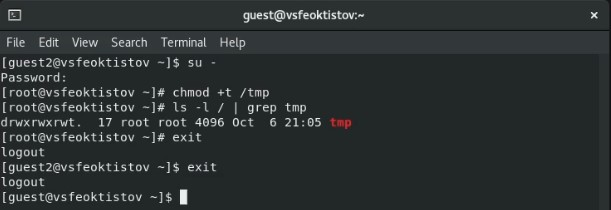 guest@vsfeoktistov:~
File Edit View Search Terminal Help
[guest2@vsfeoktistov ~]$ su -
Password:
[root@vsfeoktistov ~]# chmod +t /tmp
[root@vsfeoktistov ~]# ls -l / | grep tmp
drwxrwxrwt.  17 root root 4096 Oct  6 21:05 tmp
[root@vsfeoktistov ~]# exit
logout
[guest2@vsfeoktistov ~]$ exit
logout
[guest@vsfeoktistov ~]$